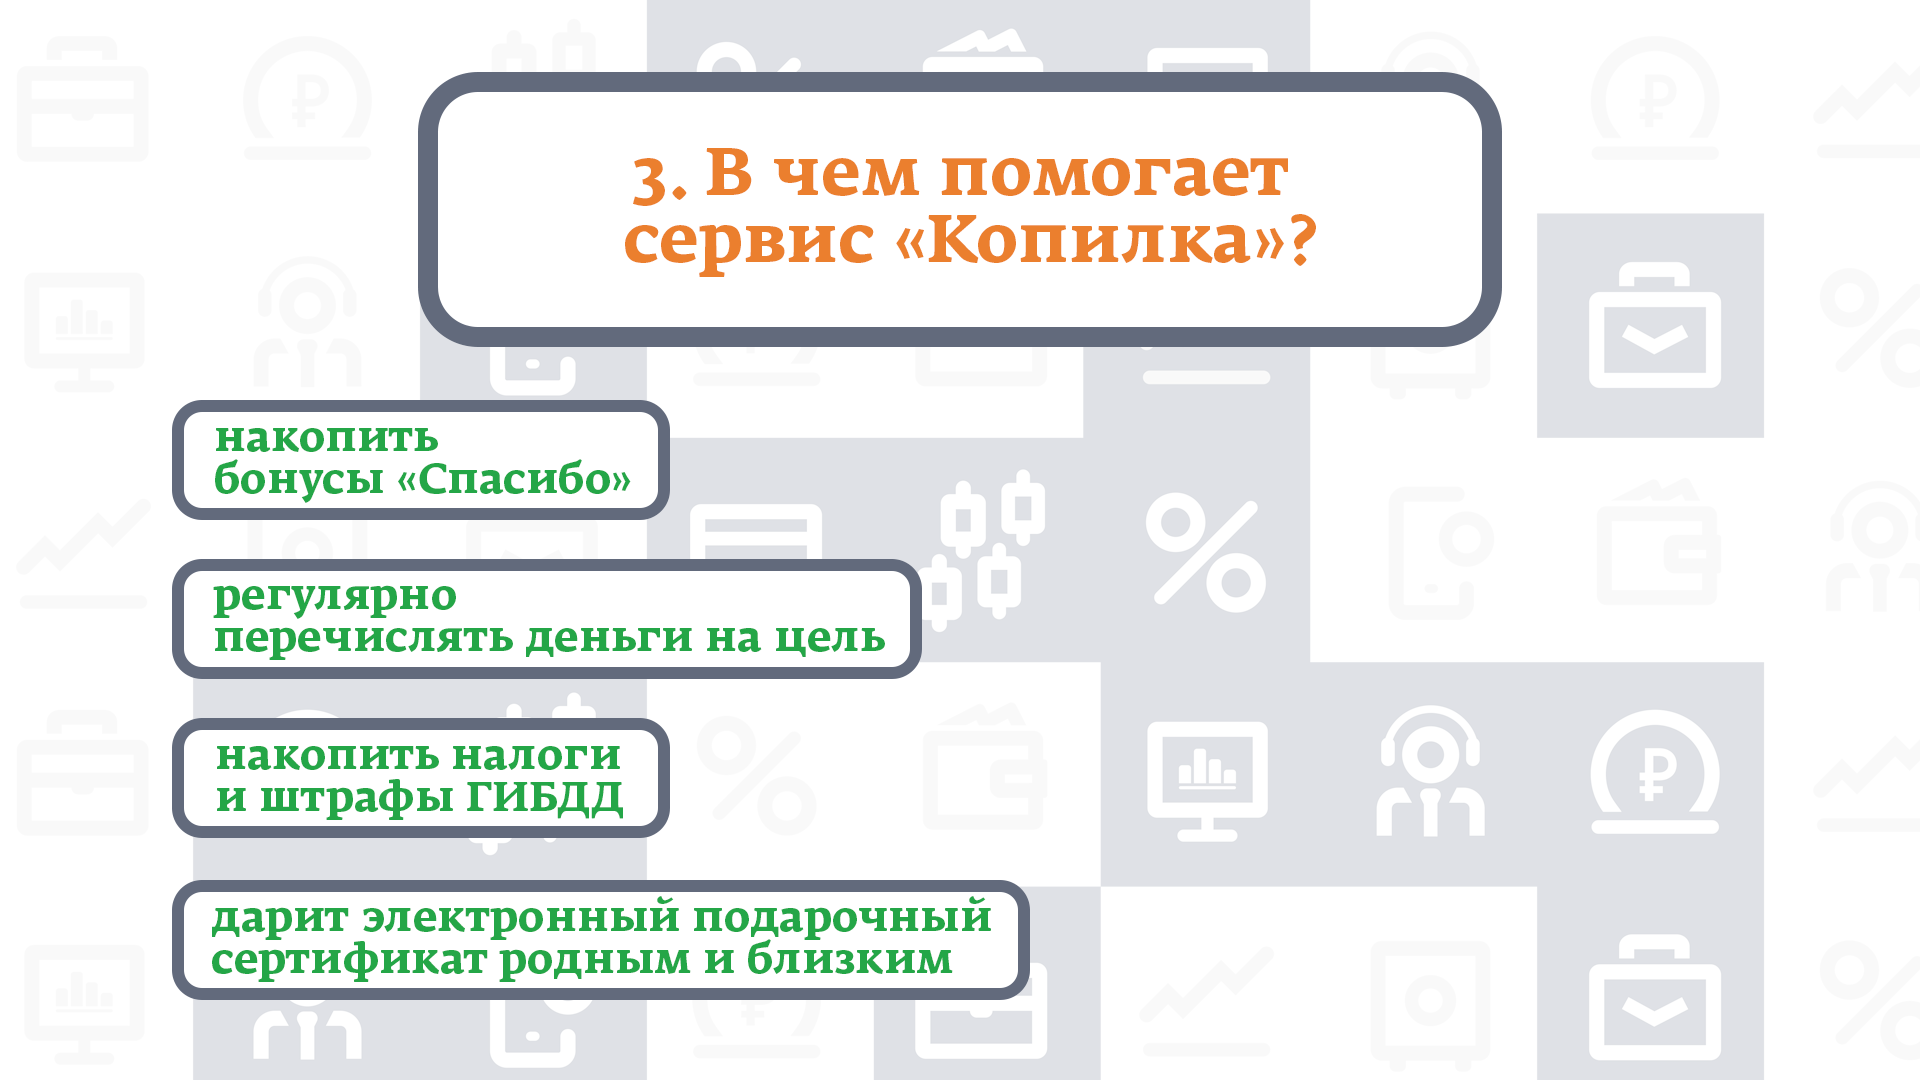 3. В чем помогает
сервис «Копилка»?
накопить
бонусы «Спасибо»
регулярно
перечислять деньги на цель
накопить налоги
и штрафы ГИБДД
дарит электронный подарочный
сертификат родным и близким